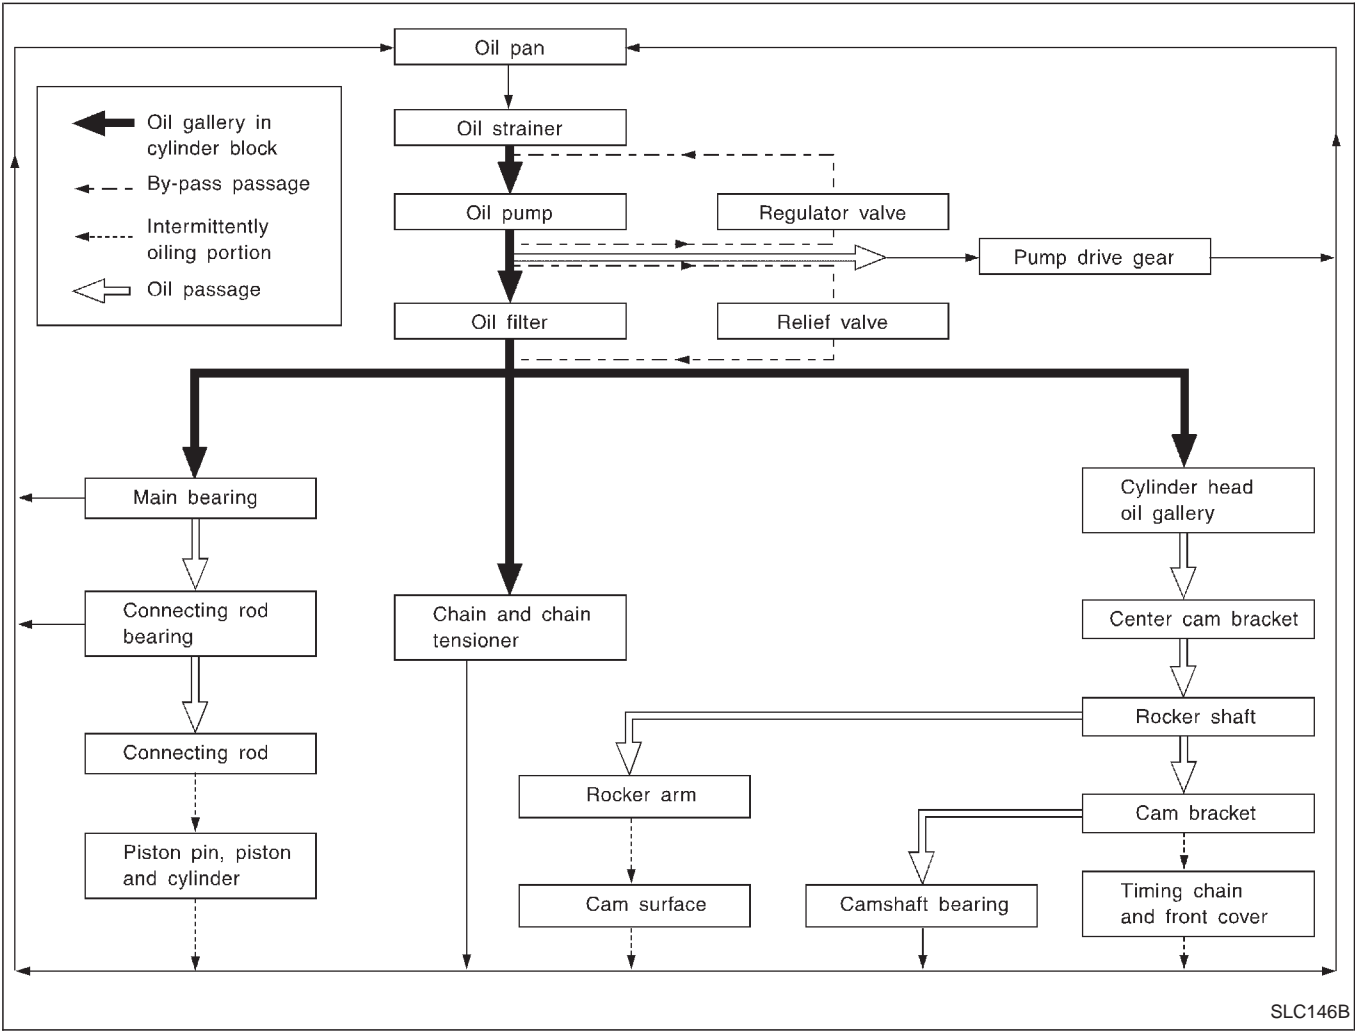 Oil pan
Oil gallery in
cylinder block
By-pass passage
Intermittently
oiling portion
Oil passage
Oil strainer
Oil pump
Regulator valve
Pump drive gear
Oil filter
Relief valve
Main bearing
Cylinder head
oil gallery
Connecting rod
bearing
Chain and chain
tensioner
Center cam bracket
Rocker shaft
Connecting rod
Rocker arm
Cam bracket
Piston pin, piston
and cylinder
Cam surface
Camshaft bearing
Timing chain
and front cover
SLC146B